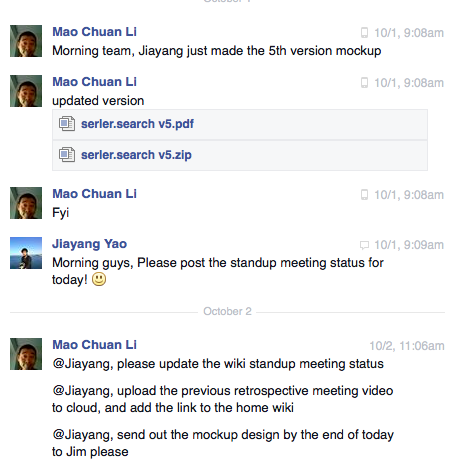 Mao Chuan Li 10/1, 9:08am
Morning team, Jiayang just made the 5th version mockup
Mao Chuan Li 10/1, 9:08am
updated version
serler.search v5.pdf
serler.search v5.zip
Mao Chuan Li 10/1, 9:08am
Fyi
Jiayang Yao 10/1, 9:09am
Morning guys, Please post the standup meeting status for
today! 🙂
October 2
Mao Chuan Li 10/2, 11:06am
@Jiayang, please update the wiki standup meeting status
@Jiayang, upload the previous retrospective meeting video
to cloud, and add the link to the home wiki
@Jiayang, send out the mockup design by the end of today
to Jim please